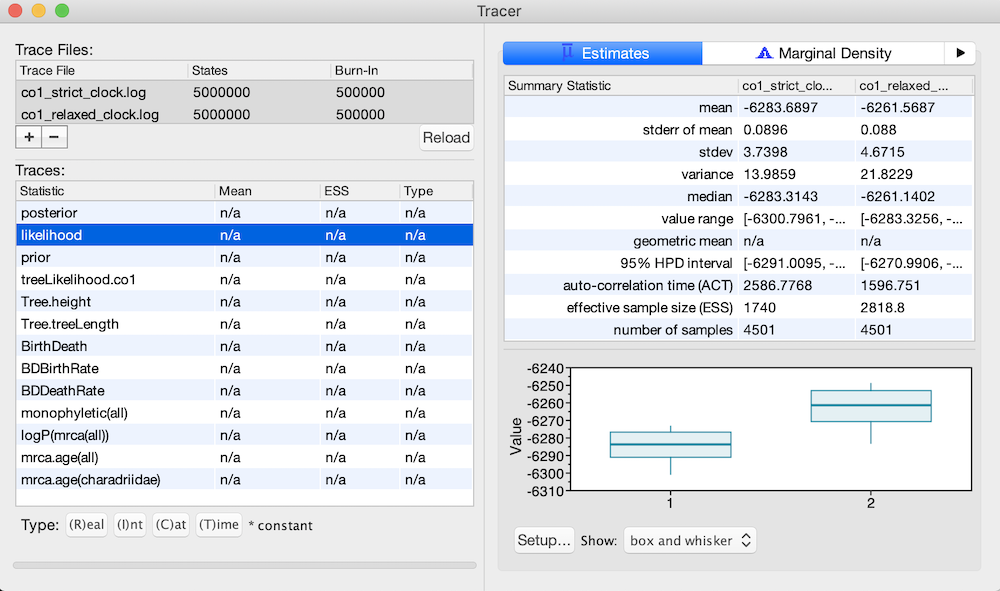 Tracer
Trace Files:
Trace File States Burn-In
co1_strict_clock.log 5000000 500000
co1_relaxed_clock.log 5000000 500000
+ −
Reload
Traces:
Statistic Mean ESS Type
posterior n/a n/a n/a
likelihood n/a n/a n/a
prior n/a n/a n/a
treeLikelihood.co1 n/a n/a n/a
Tree.height n/a n/a n/a
Tree.treeLength n/a n/a n/a
BirthDeath n/a n/a n/a
BDBirthRate n/a n/a n/a
BDDeathRate n/a n/a n/a
monophyletic(all) n/a n/a n/a
logP(mrca(all)) n/a n/a n/a
mrca.age(all) n/a n/a n/a
mrca.age(charadriidae) n/a n/a n/a
Type: (R)eal (I)nt (C)at (T)ime * constant
Estimates Marginal Density
Summary Statistic co1_strict_clo... co1_relaxed_...
mean -6283.6897 -6261.5687
stderr of mean 0.0896 0.088
stdev 3.7398 4.6715
variance 13.9859 21.8229
median -6283.3143 -6261.1402
value range [-6300.7961, -... [-6283.3256, -...
geometric mean n/a n/a
95% HPD interval [-6291.0095, -... [-6270.9906, -...
auto-correlation time (ACT) 2586.7768 1596.751
effective sample size (ESS) 1740 2818.8
number of samples 4501 4501
-6240
-6250
-6260
-6270
-6280
-6290
-6300
-6310
Value
1 2
Setup... Show: box and whisker